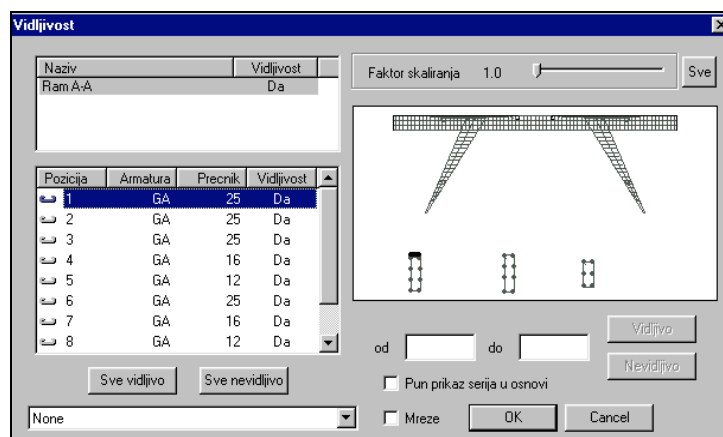 Vidljivost
Naziv Vidljivost
Ram A-A Da
Faktor skaliranja 1.0 Sve
Pozicija Armatura Precnik Vidljivost
1 GA 25 Da
2 GA 25 Da
3 GA 25 Da
4 GA 16 Da
5 GA 12 Da
6 GA 25 Da
7 GA 16 Da
8 GA 12 Da
Sve vidljivo Sve nevidljivo
None
od do
Vidljivo
Nevidljivo
Pun prikaz serija u osnovi
Mreze OK Cancel